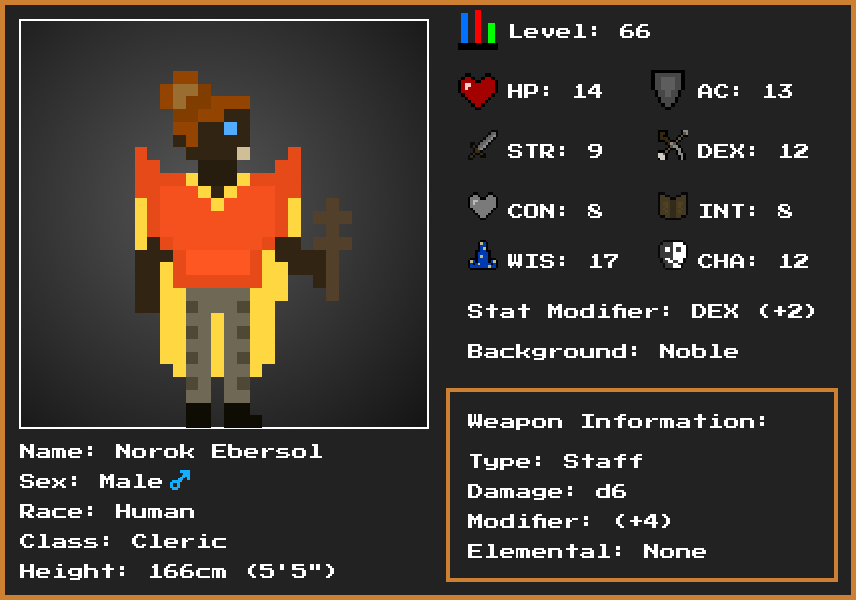 Level: 66
HP: 14
AC: 13
STR: 9
DEX: 12
CON: 8
INT: 8
WIS: 17
CHA: 12
Stat Modifier: DEX (+2)
Background: Noble
Weapon Information:
Type: Staff
Damage: d6
Modifier: (+4)
Elemental: None
Name: Norok Ebersol
Sex: Male ♂
Race: Human
Class: Cleric
Height: 166cm (5'5")